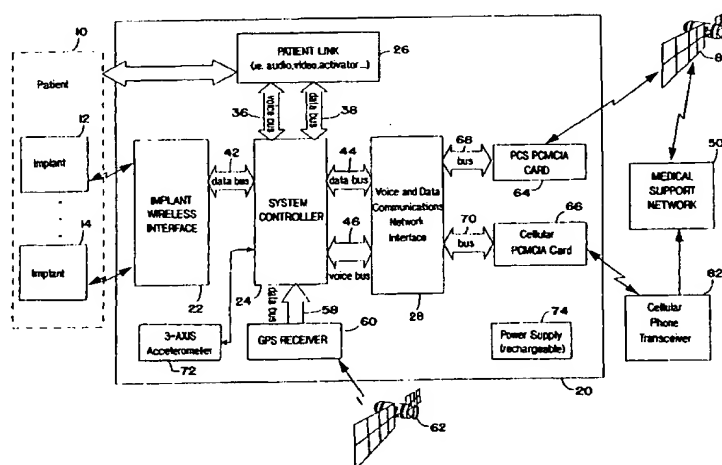 10
Patient
12
Implant
14
Implant
PATIENT LINK
(ie. audio,video,activator...)
26
36
voice bus
data bus
38
IMPLANT
WIRELESS
INTERFACE
22
42
data bus
SYSTEM
CONTROLLER
24
44
data bus
46
voice bus
Voice and Data
Communications
Network
Interface
28
68
bus
PCS PCMCIA
CARD
64
70
bus
66
Cellular
PCMCIA Card
8
MEDICAL
SUPPORT
NETWORK
50
82
Cellular
Phone
Transceiver
3-AXIS
Accelerometer
72
data bus
58
60
GPS RECEIVER
74
Power Supply
(rechargeable)
20
62